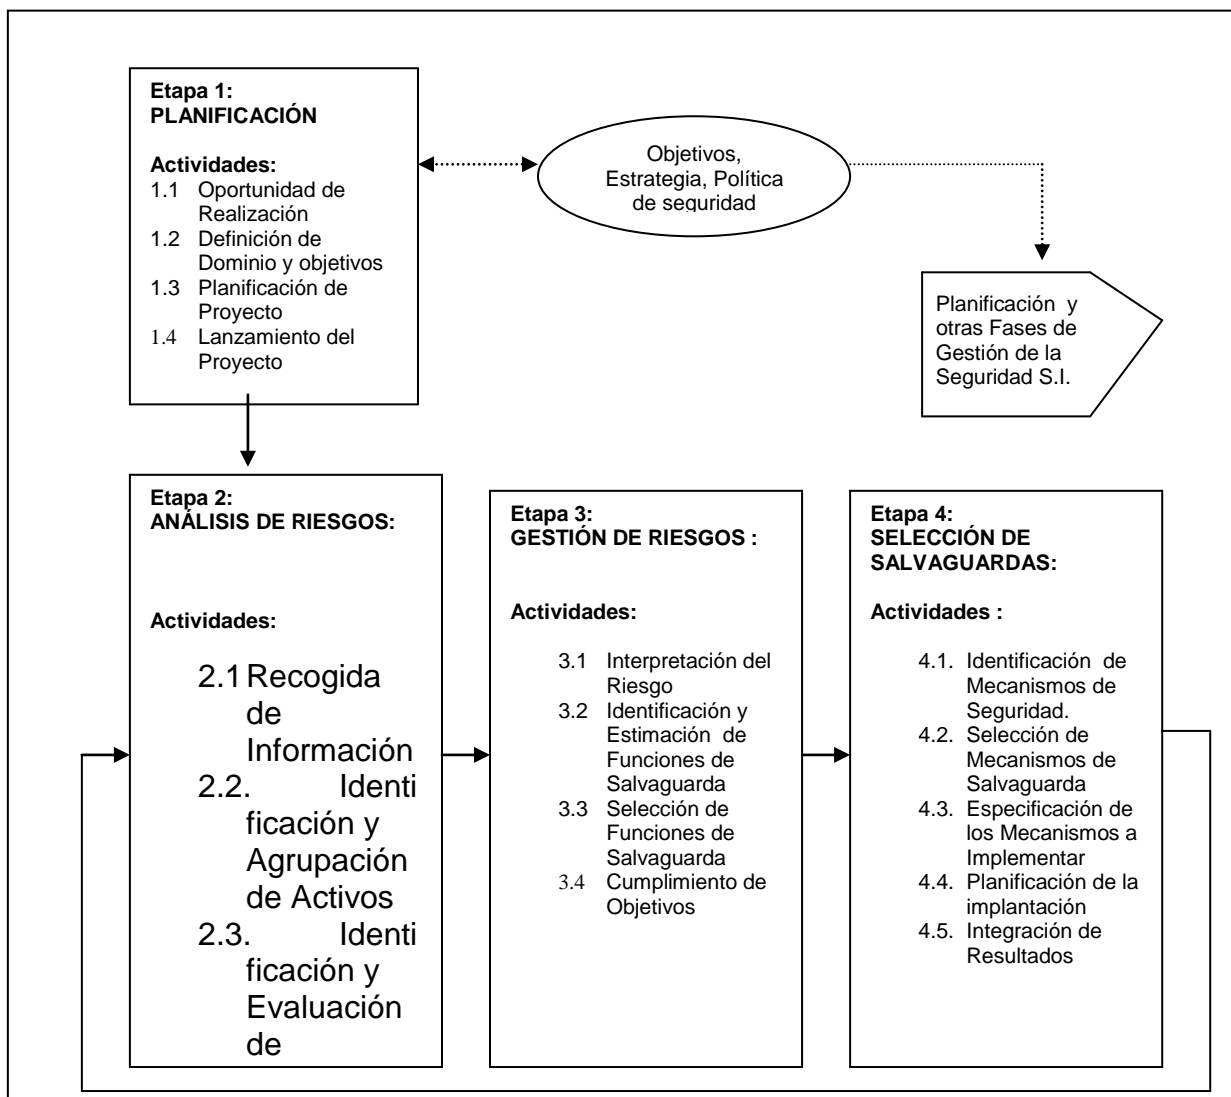 Etapa 1:
PLANIFICACIÓN
Actividades:
1.1 Oportunidad de
Realización
1.2 Definición de
Dominio y objetivos
1.3 Planificación de
Proyecto
1.4 Lanzamiento del
Proyecto
Objetivos,
Estrategia, Política
de seguridad
Planificación y
otras Fases de
Gestión de la
Seguridad S.I.
Etapa 2:
ANÁLISIS DE RIESGOS:
Actividades:
2.1 Recogida
de
Información
2.2. Identi
ficación y
Agrupación
de Activos
2.3. Identi
ficación y
Evaluación
de
Etapa 3:
GESTIÓN DE RIESGOS :
Actividades:
3.1 Interpretación del
Riesgo
3.2 Identificación y
Estimación de
Funciones de
Salvaguarda
3.3 Selección de
Funciones de
Salvaguarda
3.4 Cumplimiento de
Objetivos
Etapa 4:
SELECCIÓN DE
SALVAGUARDAS:
Actividades :
4.1. Identificación de
Mecanismos de
Seguridad.
4.2. Selección de
Mecanismos de
Salvaguarda
4.3. Especificación de
los Mecanismos a
Implementar
4.4. Planificación de la
implantación
4.5. Integración de
Resultados